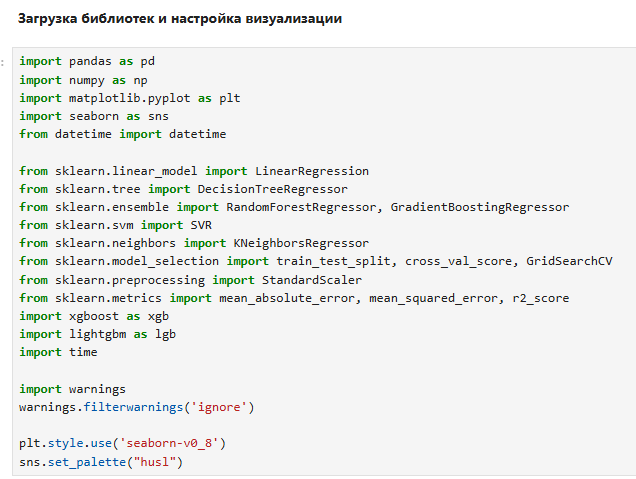 Загрузка библиотек и настройка визуализации
:
import pandas as pd
import numpy as np
import matplotlib.pyplot as plt
import seaborn as sns
from datetime import datetime
from sklearn.linear_model import LinearRegression
from sklearn.tree import DecisionTreeRegressor
from sklearn.ensemble import RandomForestRegressor, GradientBoostingRegressor
from sklearn.svm import SVR
from sklearn.neighbors import KNeighborsRegressor
from sklearn.model_selection import train_test_split, cross_val_score, GridSearchCV
from sklearn.preprocessing import StandardScaler
from sklearn.metrics import mean_absolute_error, mean_squared_error, r2_score
import xgboost as xgb
import lightgbm as lgb
import time
import warnings
warnings.filterwarnings('ignore')
plt.style.use('seaborn-v0_8')
sns.set_palette("husl")